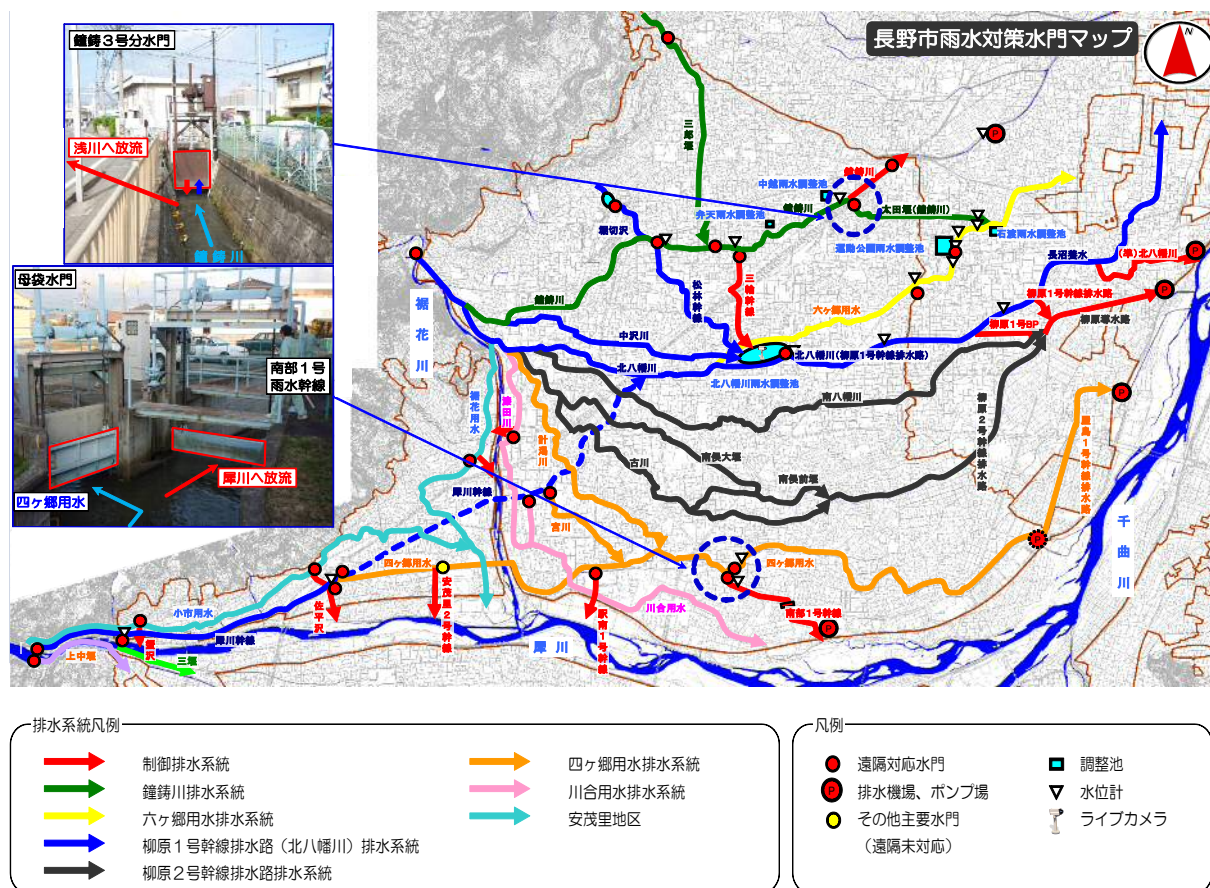 長野市雨水対策水門マップ
N
鐘鋳3号分水門
浅川へ放流
鐘鋳川
母袋水門
南部1号
雨水幹線
犀川へ放流
四ヶ郷用水
三郎堰
鐘鋳川
中越雨水調整池
鐘鋳川
弁天雨水調整池
太田堰(鐘鋳川)
石渡雨水調整池
運動公園雨水調整池
堀切沢
長沼幹水
(準)北八幡川
柳原1号幹線排水路
柳原1号BP
柳原導水路
松林幹線
三輪幹線
六ヶ郷用水
鐘鋳川
中沢川
北八幡川
北八幡川(柳原1号幹線排水路)
北八幡川雨水調整池
裾花川
裾花用水
計渇川
南八幡川
南俣大堰
古川
南俣前堰
柳原2号幹線排水路
屋島1号幹線排水路
千曲川
犀川幹線
宮川
四ヶ郷用水
四ヶ郷用水
小市用水
佐平沢
安茂里2号幹線
駅南1号幹線
川合用水
南部1号幹線
犀川幹線
犀川
上中堰
三堰
P
P
P
P
P
P
排水系統凡例
制御排水系統
鐘鋳川排水系統
六ヶ郷用水排水系統
柳原1号幹線排水路(北八幡川)排水系統
柳原2号幹線排水路排水系統
四ヶ郷用水排水系統
川合用水排水系統
安茂里地区
凡例
遠隔対応水門
P
排水機場、ポンプ場
その他主要水門
(遠隔未対応)
調整池
水位計
ライブカメラ